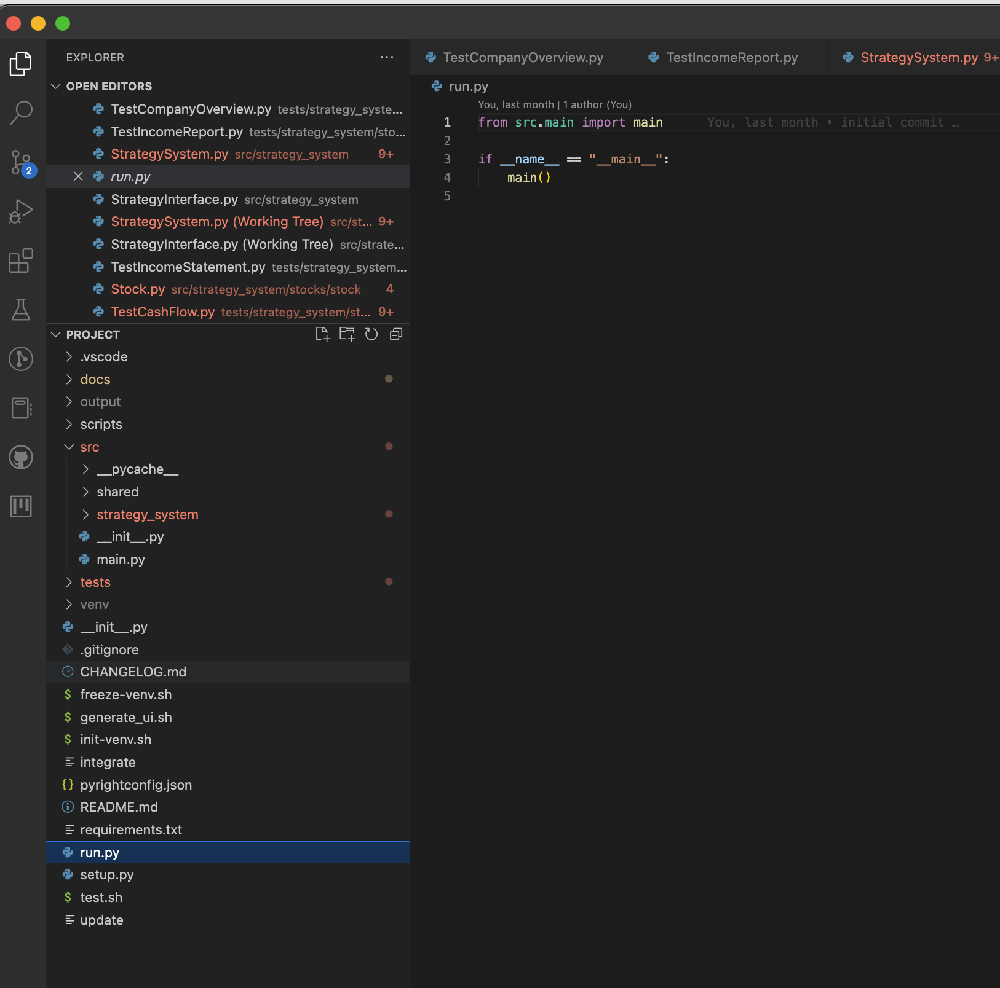 EXPLORER
OPEN EDITORS
TestCompanyOverview.py tests/strategy_syste...
TestIncomeReport.py tests/strategy_system/sto...
StrategySystem.py src/strategy_system 9+
run.py
StrategyInterface.py src/strategy_system
StrategySystem.py (Working Tree) src/st... 9+
StrategyInterface.py (Working Tree) src/strate...
TestIncomeStatement.py tests/strategy_system...
Stock.py src/strategy_system/stocks/stock 4
TestCashFlow.py tests/strategy_system/st... 9+
2
PROJECT
.vscode
docs
output
scripts
src
__pycache__
shared
strategy_system
__init__.py
main.py
tests
venv
__init__.py
.gitignore
CHANGELOG.md
freeze-venv.sh
generate_ui.sh
init-venv.sh
integrate
pyrightconfig.json
README.md
requirements.txt
run.py
setup.py
test.sh
update
TestCompanyOverview.py TestIncomeReport.py StrategySystem.py 9+
run.py
You, last month | 1 author (You)
1 from src.main import main You, last month • initial commit …
2
3 if __name__ == "__main__":
4 main()
5